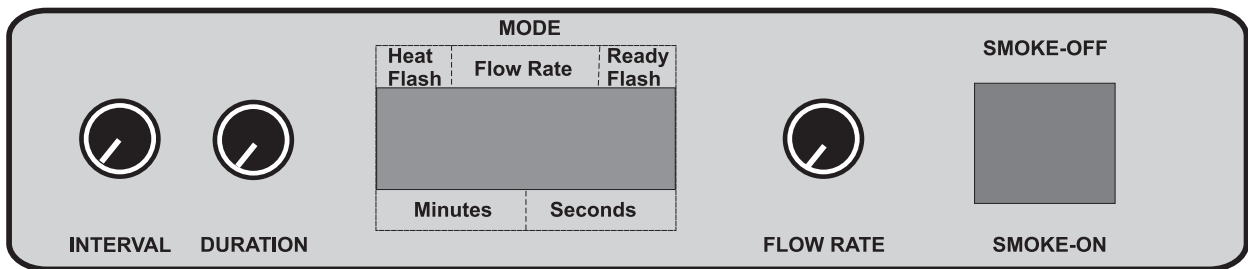 MODE
Heat Flash
Flow Rate
Ready Flash
Minutes
Seconds
INTERVAL
DURATION
FLOW RATE
SMOKE-OFF
SMOKE-ON